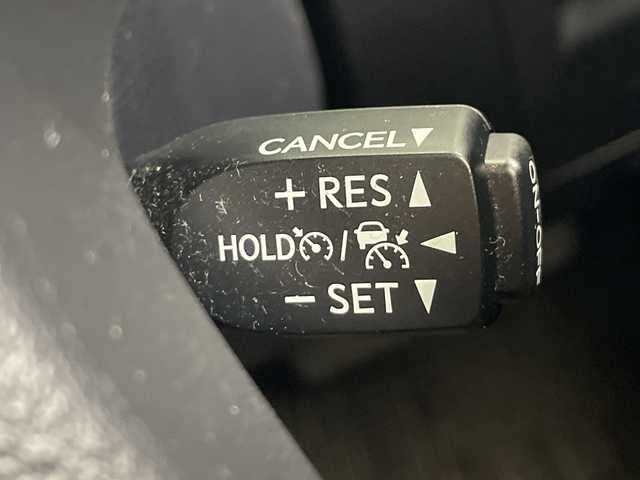 CANCEL▼
+ RES ▲
HOLD / ◀
− SET ▼
ON-OFF